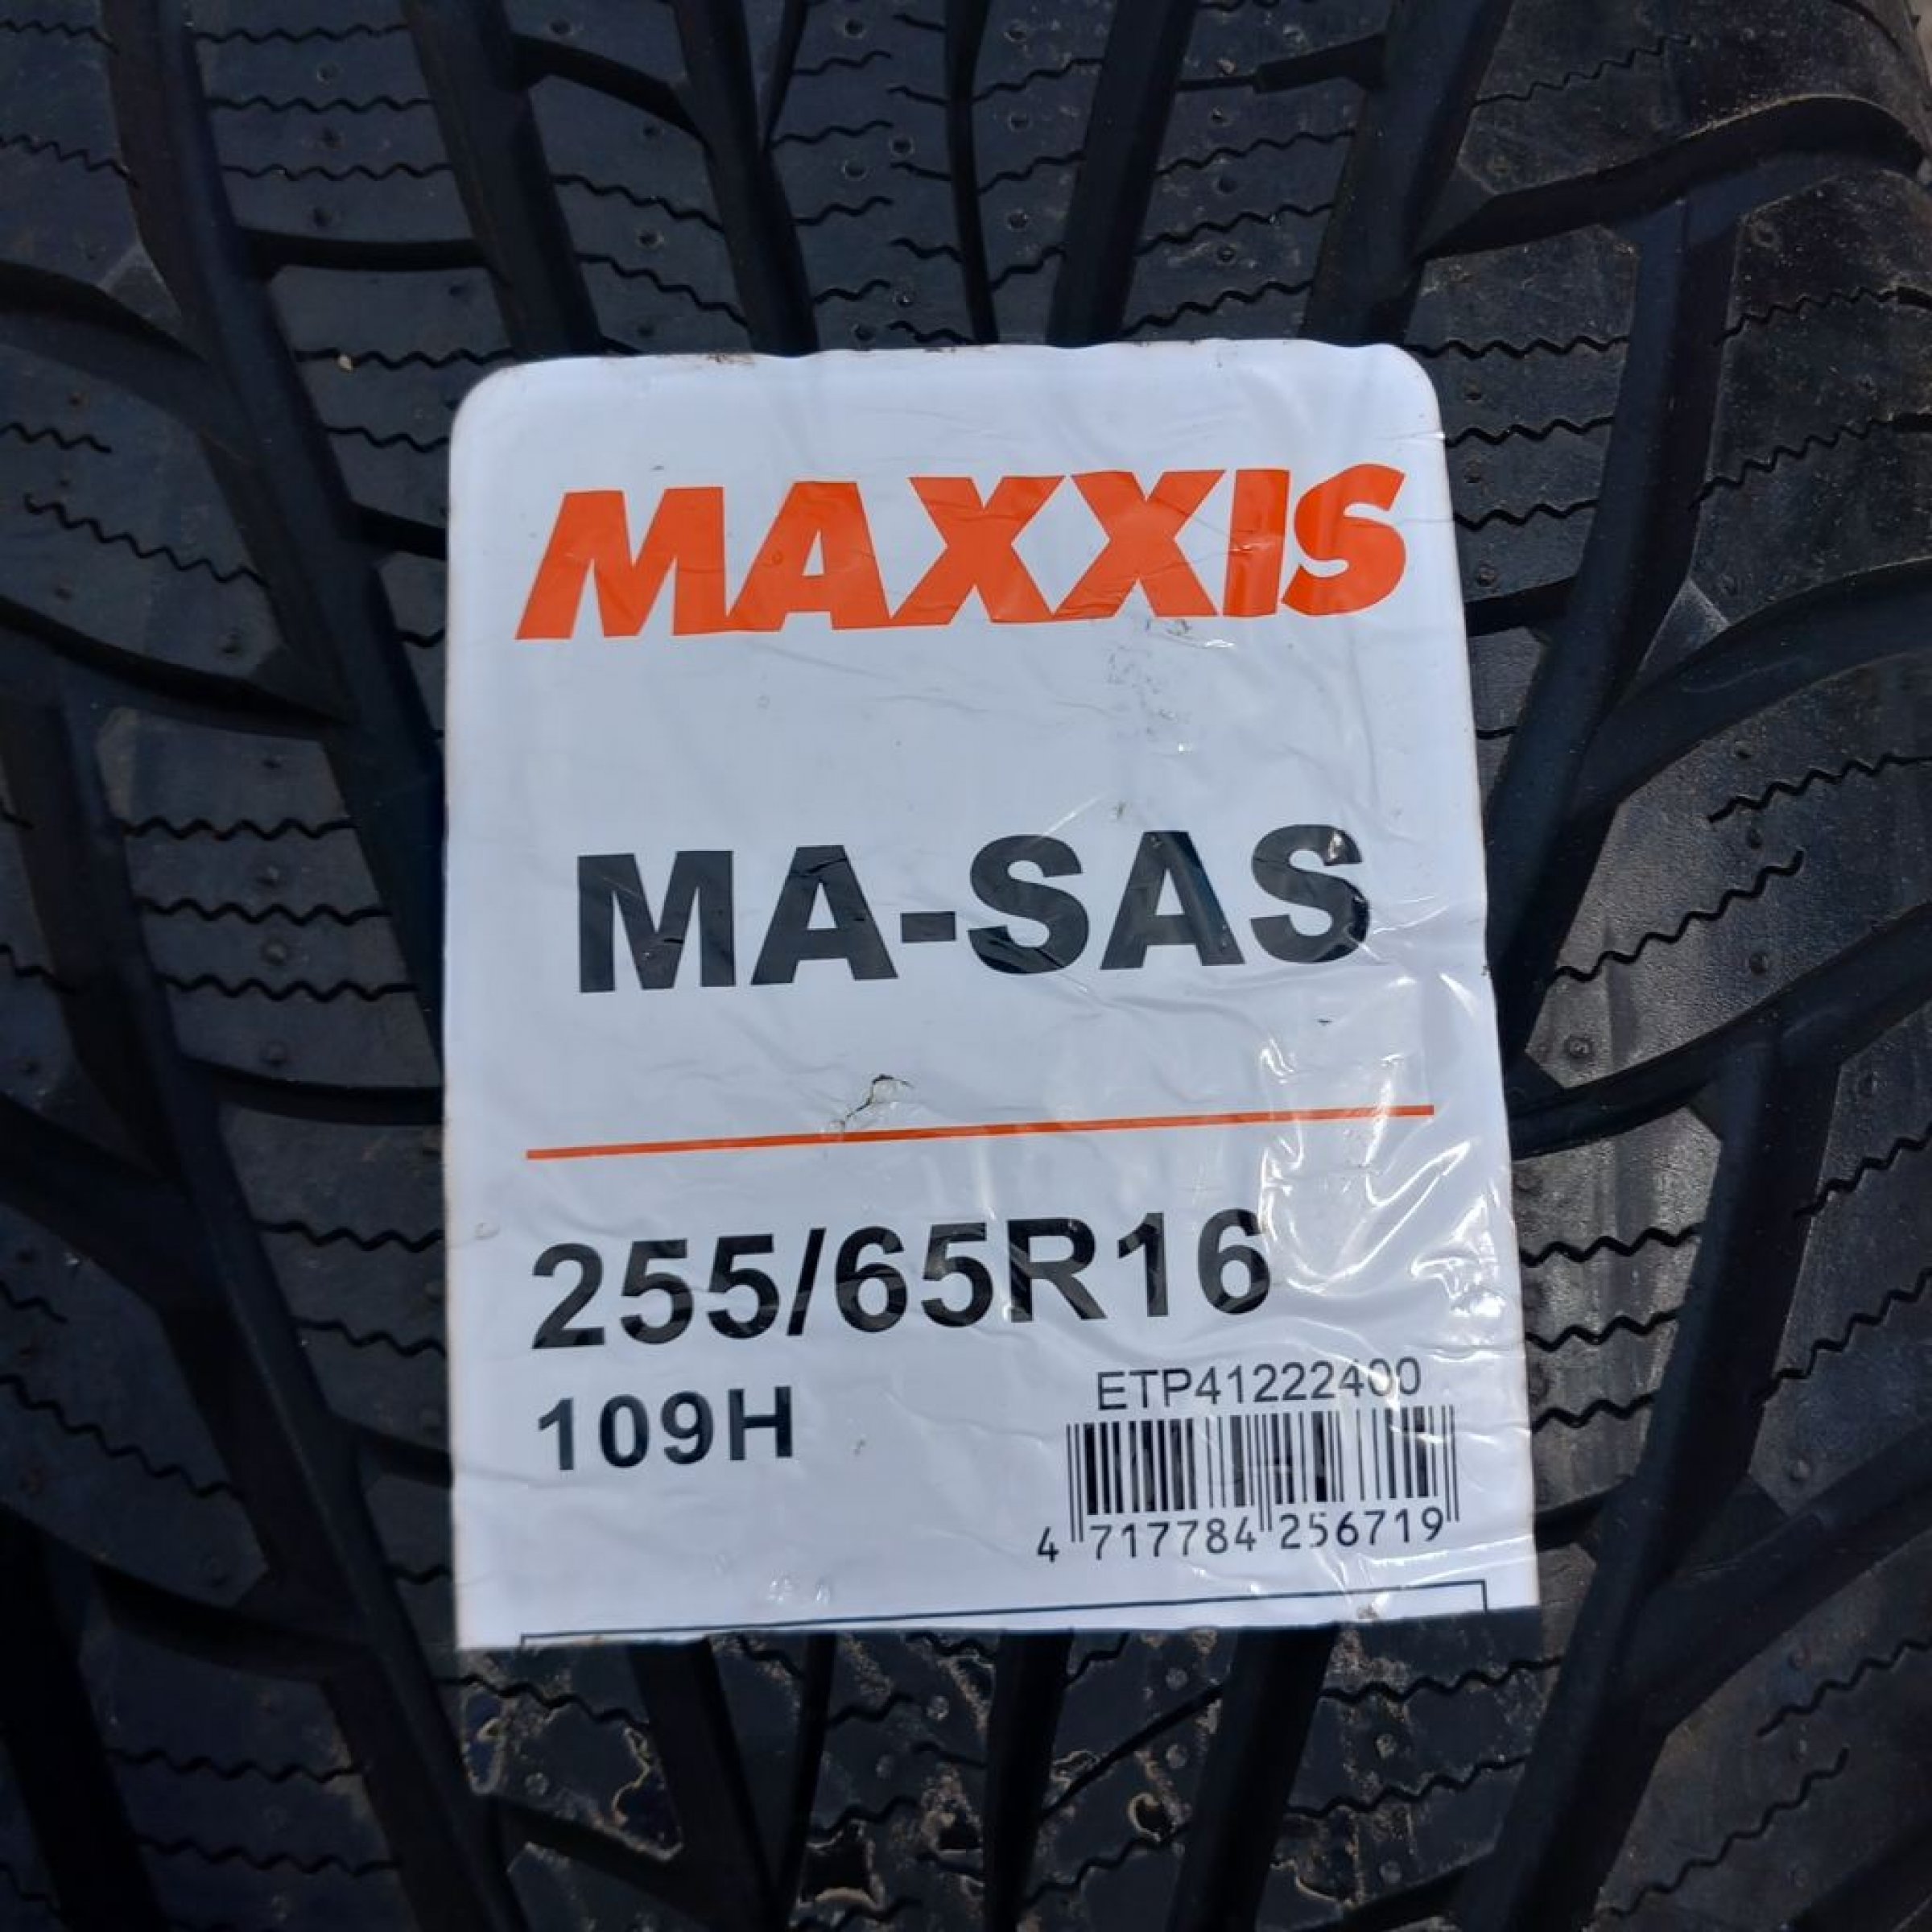 MAXXIS
MA-SAS
255/65R16
109H
ETP41222400
4 717784 256719